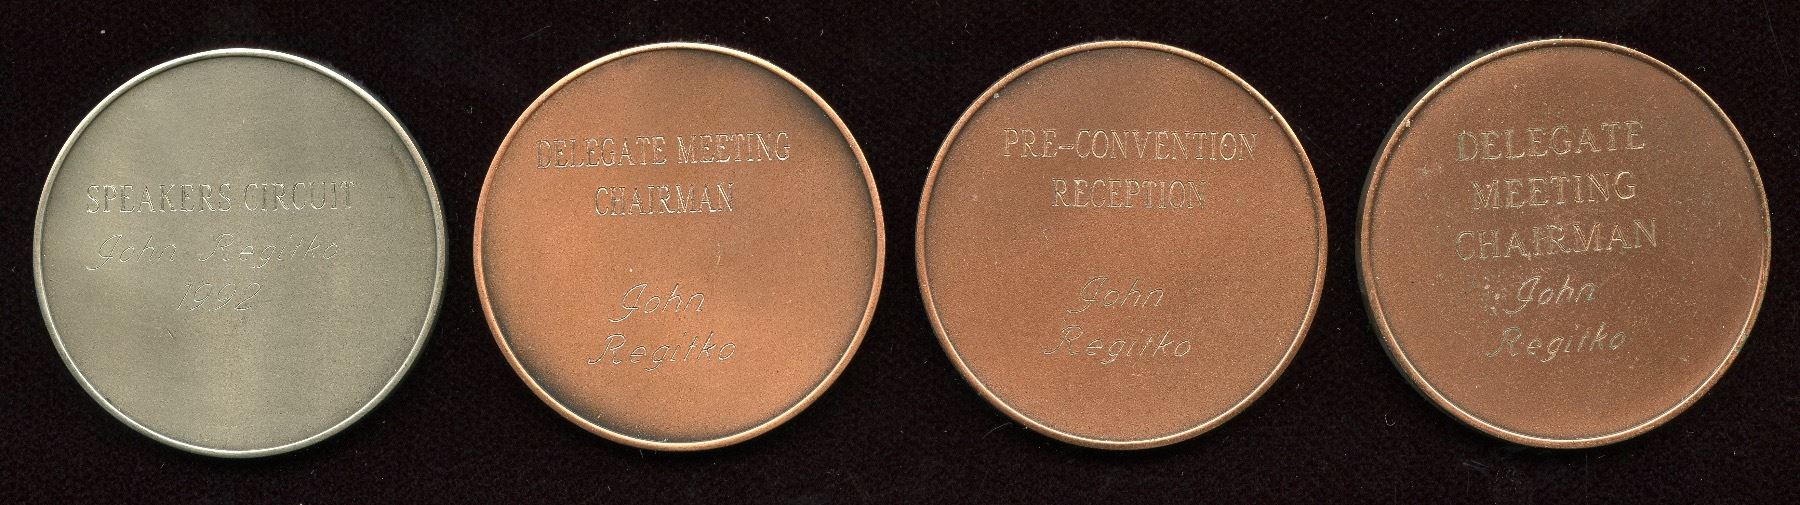 SPEAKERS CIRCUIT
John Regitko
1992
DELEGATE MEETING
CHAIRMAN
John
Regitko
PRE-CONVENTION
RECEPTION
John
Regitko
DELEGATE
MEETING
CHAIRMAN
John
Regitko